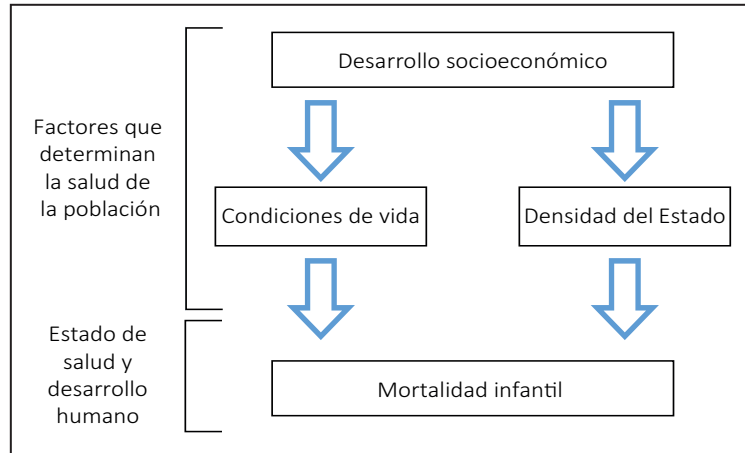 Desarrollo socioeconómico
Factores que
determinan
la salud de
la población
Condiciones de vida
Densidad del Estado
Estado de
salud y
desarrollo
humano
Mortalidad infantil